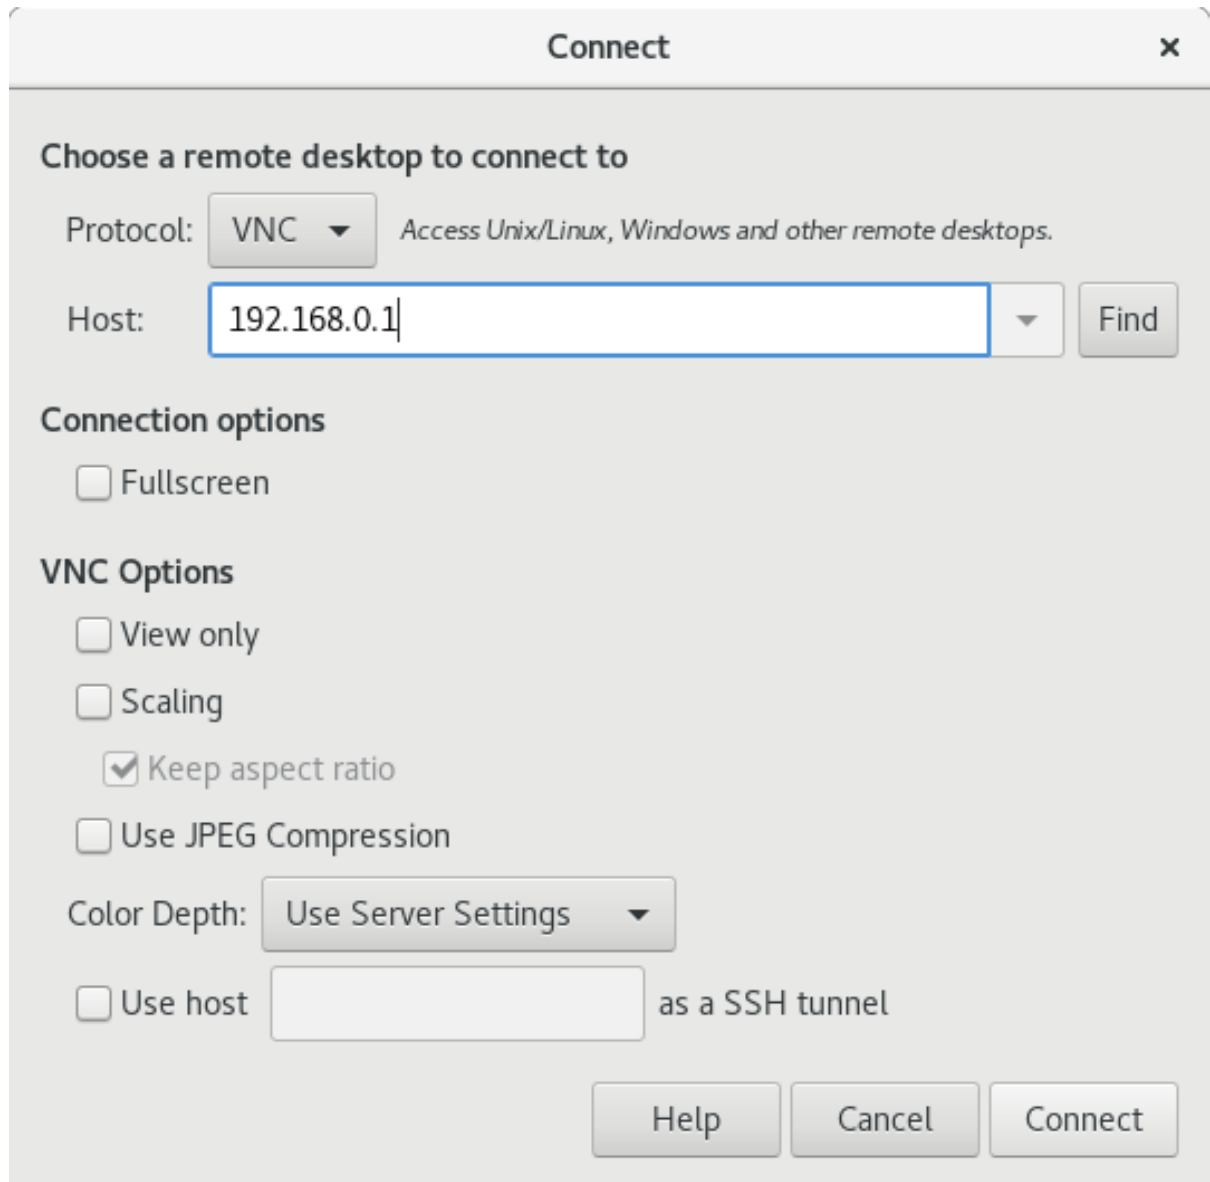 Connect
Choose a remote desktop to connect to
Protocol: VNC Access Unix/Linux, Windows and other remote desktops.
Host: 192.168.0.1 Find
Connection options
Fullscreen
VNC Options
View only
Scaling
Keep aspect ratio
Use JPEG Compression
Color Depth: Use Server Settings
Use host as a SSH tunnel
Help Cancel Connect